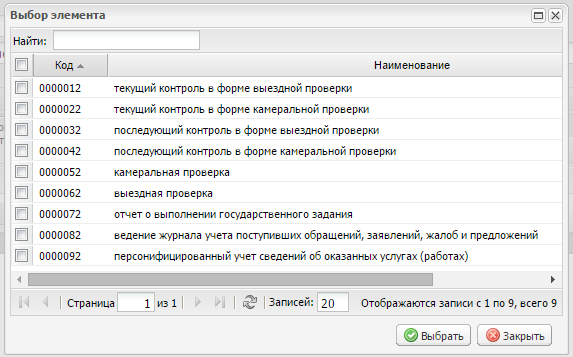 Выбор элемента
Найти:
Код Наименование
0000012 текущий контроль в форме выездной проверки
0000022 текущий контроль в форме камеральной проверки
0000032 последующий контроль в форме выездной проверки
0000042 последующий контроль в форме камеральной проверки
0000052 камеральная проверка
0000062 выездная проверка
0000072 отчет о выполнении государственного задания
0000082 ведение журнала учета поступивших обращений, заявлений, жалоб и предложений
0000092 персонифицированный учет сведений об оказанных услугах (работах)
Страница 1 из 1 Записей: 20 Отображаются записи с 1 по 9, всего 9
Выбрать Закрыть